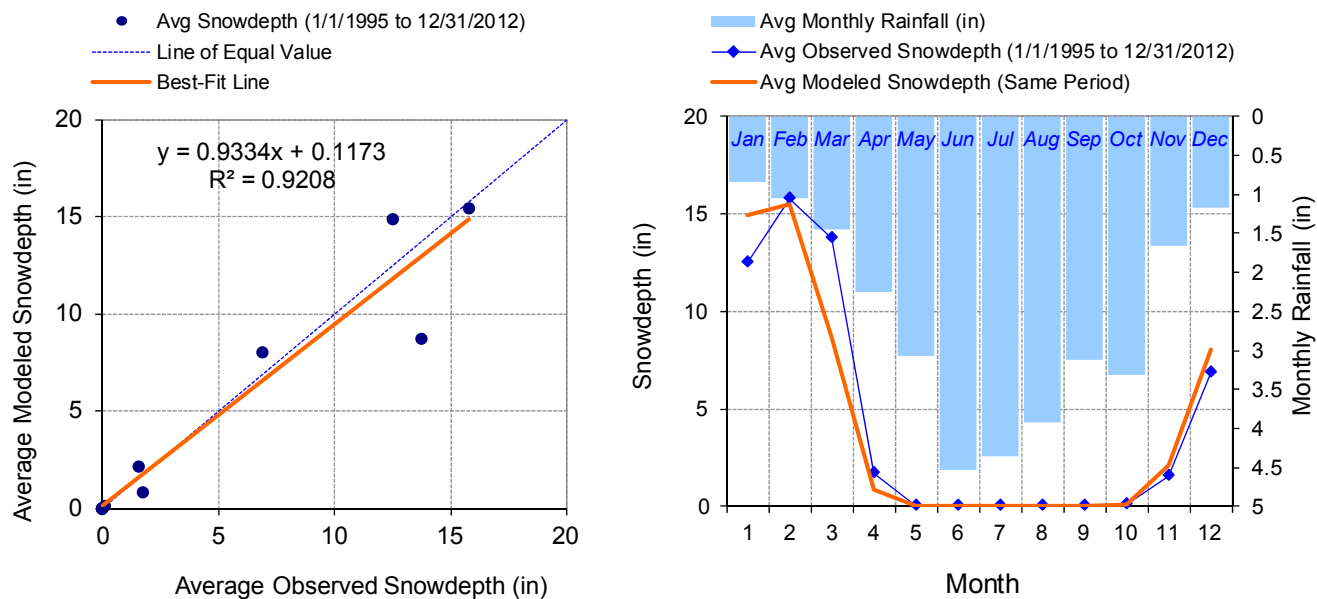 Avg Snowdepth (1/1/1995 to 12/31/2012)
Line of Equal Value
Best-Fit Line
y = 0.9334x + 0.1173
R² = 0.9208
Average Modeled Snowdepth (in)
20
15
10
5
0
0 5 10 15 20
Average Observed Snowdepth (in)
Avg Monthly Rainfall (in)
Avg Observed Snowdepth (1/1/1995 to 12/31/2012)
Avg Modeled Snowdepth (Same Period)
Snowdepth (in)
20
15
10
5
0
Jan Feb Mar Apr May Jun Jul Aug Sep Oct Nov Dec
0
0.5
1
1.5
2
2.5
3
3.5
4
4.5
5
Monthly Rainfall (in)
1 2 3 4 5 6 7 8 9 10 11 12
Month